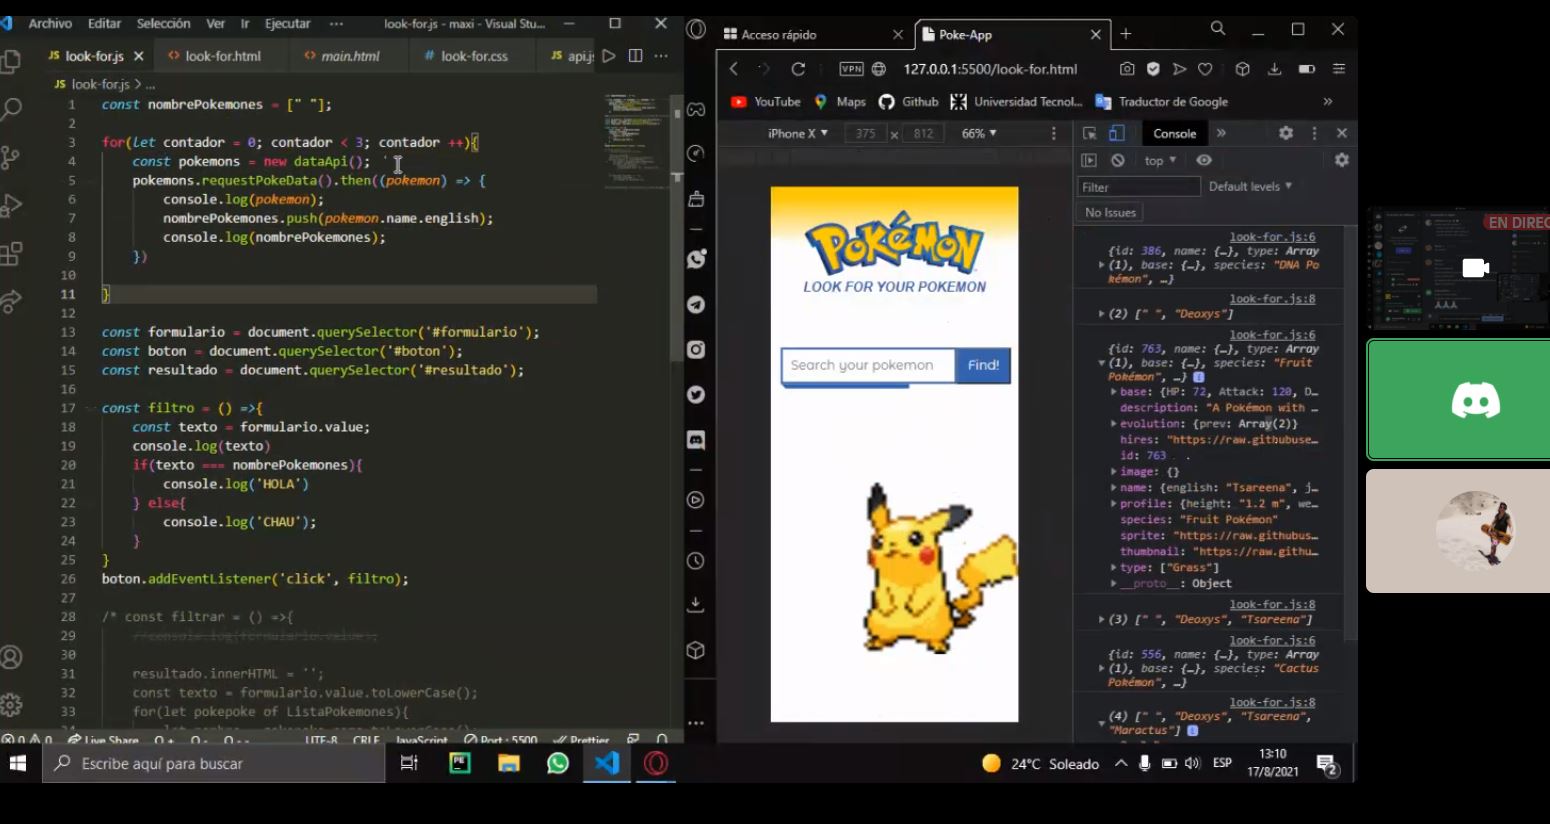 Archivo Editar Selección Ver Ir Ejecutar ··· look-for.js - maxi - Visual Stu...
JS look-for.js × <> look-for.html <> main.html # look-for.css JS api.js
JS look-for.js > ...
1 const nombrePokemones = [" "];
2
3 for(let contador = 0; contador < 3; contador ++){
4 const pokemons = new dataApi(); '
5 pokemons.requestPokeData().then((pokemon) => {
6 console.log(pokemon);
7 nombrePokemones.push(pokemon.name.english);
8 console.log(nombrePokemones);
9 })
10
11 }
12
13 const formulario = document.querySelector('#formulario');
14 const boton = document.querySelector('#boton');
15 const resultado = document.querySelector('#resultado');
16
17 const filtro = () =>{
18 const texto = formulario.value;
19 console.log(texto)
20 if(texto === nombrePokemones){
21 console.log('HOLA')
22 } else{
23 console.log('CHAU');
24 }
25 }
26 boton.addEventListener('click', filtro);
27
28 /* const filtrar = () =>{
29 //console.log(formulario.value);
30
31 resultado.innerHTML = '';
32 const texto = formulario.value.toLowerCase();
33 for(let pokepoke of ListaPokemones){
0 0 Live Share UTF-8 CRLF JavaScript Port : 5500 Prettier
Acceso rápido × Poke-App × +
VPN 127.0.0.1:5500/look-for.html
YouTube Maps Github Universidad Tecnol... Traductor de Google »
iPhone X ▼ 375 x 812 66% ▼
POKéMON
LOOK FOR YOUR POKEMON
Search your pokemon Find!
Console »
top ▼
Filter Default levels ▼
No Issues
look-for.js:6
{id: 386, name: {…}, type: Array
(1), base: {…}, species: "DNA Po
kémon", …}
look-for.js:8
(2) [" ", "Deoxys"]
look-for.js:6
{id: 763, name: {…}, type: Array
(1), base: {…}, species: "Fruit
Pokémon", …} i
base: {HP: 72, Attack: 120, D…
description: "A Pokémon with …
evolution: {prev: Array(2)}
hires: "https://raw.githubuse…
id: 763
image: {}
name: {english: "Tsareena", j…
profile: {height: "1.2 m", we…
species: "Fruit Pokémon"
sprite: "https://raw.githubus…
thumbnail: "https://raw.githu…
type: ["Grass"]
__proto__: Object
look-for.js:8
(3) [" ", "Deoxys", "Tsareena"]
look-for.js:6
{id: 556, name: {…}, type: Array
(1), base: {…}, species: "Cactus
Pokémon", …}
look-for.js:8
(4) [" ", "Deoxys", "Tsareena",
"Maractus"] i
EN DIREC
Escribe aquí para buscar
24°C Soleado ESP
13:10
17/8/2021
2